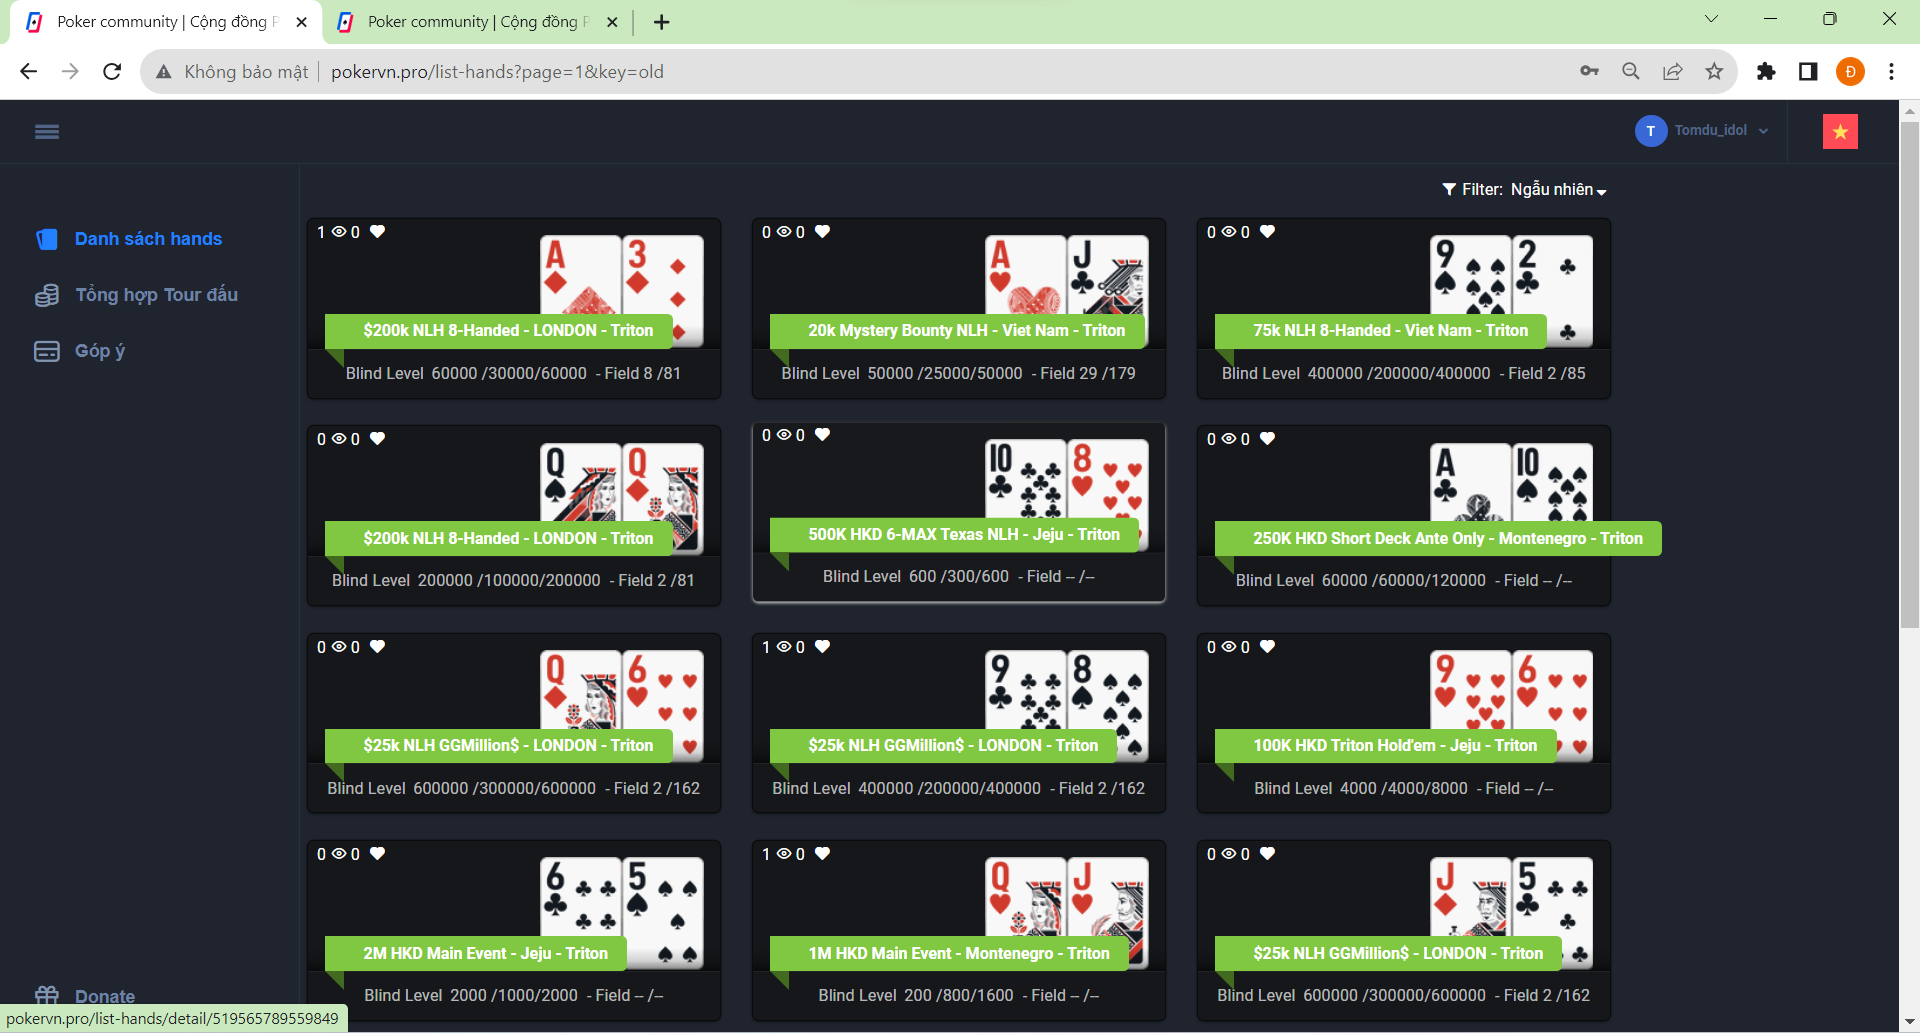 Poker community | Cộng đồng P
Poker community | Cộng đồng P
Không bảo mật
pokervn.pro/list-hands?page=1&key=old
Đ
T
Tomdu_idol
Danh sách hands
Tổng hợp Tour đấu
Góp ý
Donate
Filter: Ngẫu nhiên
1 0
A 3
$200k NLH 8-Handed - LONDON - Triton
Blind Level 60000 /30000/60000 - Field 8 /81
0 0
A J
20k Mystery Bounty NLH - Viet Nam - Triton
Blind Level 50000 /25000/50000 - Field 29 /179
0 0
9 2
75k NLH 8-Handed - Viet Nam - Triton
Blind Level 400000 /200000/400000 - Field 2 /85
0 0
Q Q
$200k NLH 8-Handed - LONDON - Triton
Blind Level 200000 /100000/200000 - Field 2 /81
0 0
10 8
500K HKD 6-MAX Texas NLH - Jeju - Triton
Blind Level 600 /300/600 - Field -- /--
0 0
A 10
250K HKD Short Deck Ante Only - Montenegro - Triton
Blind Level 60000 /60000/120000 - Field -- /--
0 0
Q 6
$25k NLH GGMillion$ - LONDON - Triton
Blind Level 600000 /300000/600000 - Field 2 /162
1 0
9 8
$25k NLH GGMillion$ - LONDON - Triton
Blind Level 400000 /200000/400000 - Field 2 /162
0 0
9 6
100K HKD Triton Hold'em - Jeju - Triton
Blind Level 4000 /4000/8000 - Field -- /--
0 0
6 5
2M HKD Main Event - Jeju - Triton
Blind Level 2000 /1000/2000 - Field -- /--
1 0
Q J
1M HKD Main Event - Montenegro - Triton
Blind Level 200 /800/1600 - Field -- /--
0 0
J 5
$25k NLH GGMillion$ - LONDON - Triton
Blind Level 600000 /300000/600000 - Field 2 /162
pokervn.pro/list-hands/detail/519565789559849